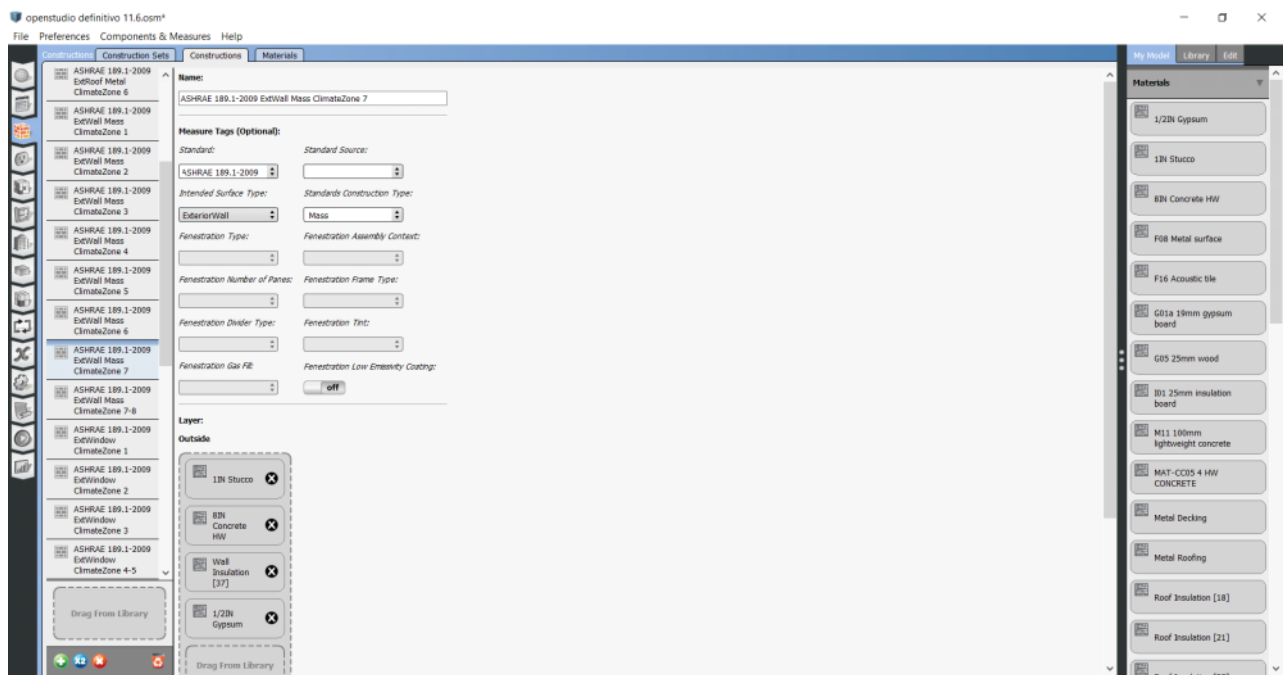 openstudio definitivo 11.6.osm*
File Preferences Components & Measures Help
Constructions Construction Sets Constructions Materials
My Model Library Edit
ASHRAE 189.1-2009
ExtRoof Metal
ClimateZone 6
ASHRAE 189.1-2009
ExtWall Mass
ClimateZone 1
ASHRAE 189.1-2009
ExtWall Mass
ClimateZone 2
ASHRAE 189.1-2009
ExtWall Mass
ClimateZone 3
ASHRAE 189.1-2009
ExtWall Mass
ClimateZone 4
ASHRAE 189.1-2009
ExtWall Mass
ClimateZone 5
ASHRAE 189.1-2009
ExtWall Mass
ClimateZone 6
ASHRAE 189.1-2009
ExtWall Mass
ClimateZone 7
ASHRAE 189.1-2009
ExtWall Mass
ClimateZone 7-8
ASHRAE 189.1-2009
ExtWindow
ClimateZone 1
ASHRAE 189.1-2009
ExtWindow
ClimateZone 2
ASHRAE 189.1-2009
ExtWindow
ClimateZone 3
ASHRAE 189.1-2009
ExtWindow
ClimateZone 4-5
Drag From Library
x2
Name:
ASHRAE 189.1-2009 ExtWall Mass ClimateZone 7
Measure Tags (Optional):
Standard: Standard Source:
ASHRAE 189.1-2009
Intended Surface Type: Standards Construction Type:
ExteriorWall Mass
Fenestration Type: Fenestration Assembly Context:
Fenestration Number of Panes: Fenestration Frame Type:
Fenestration Divider Type: Fenestration Tint:
Fenestration Gas Fill: Fenestration Low Emissivity Coating:
off
Layer:
Outside
1IN Stucco
8IN
Concrete
HW
Wall
Insulation
[37]
1/2IN
Gypsum
Drag From Library
Materials
1/2IN Gypsum
1IN Stucco
8IN Concrete HW
F08 Metal surface
F16 Acoustic tile
G01a 19mm gypsum
board
G05 25mm wood
I01 25mm insulation
board
M11 100mm
lightweight concrete
MAT-CC05 4 HW
CONCRETE
Metal Decking
Metal Roofing
Roof Insulation [18]
Roof Insulation [21]